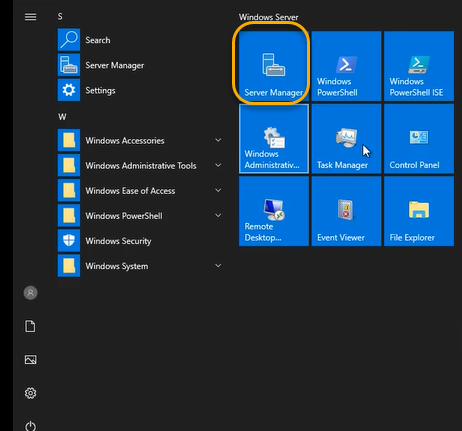 S
Search
Server Manager
Settings
W
Windows Accessories
Windows Administrative Tools
Windows Ease of Access
Windows PowerShell
Windows Security
Windows System
Windows Server
Server Manager
Windows
PowerShell
Windows
PowerShell ISE
Windows
Administrativ...
Task Manager
Control Panel
Remote
Desktop...
Event Viewer
File Explorer